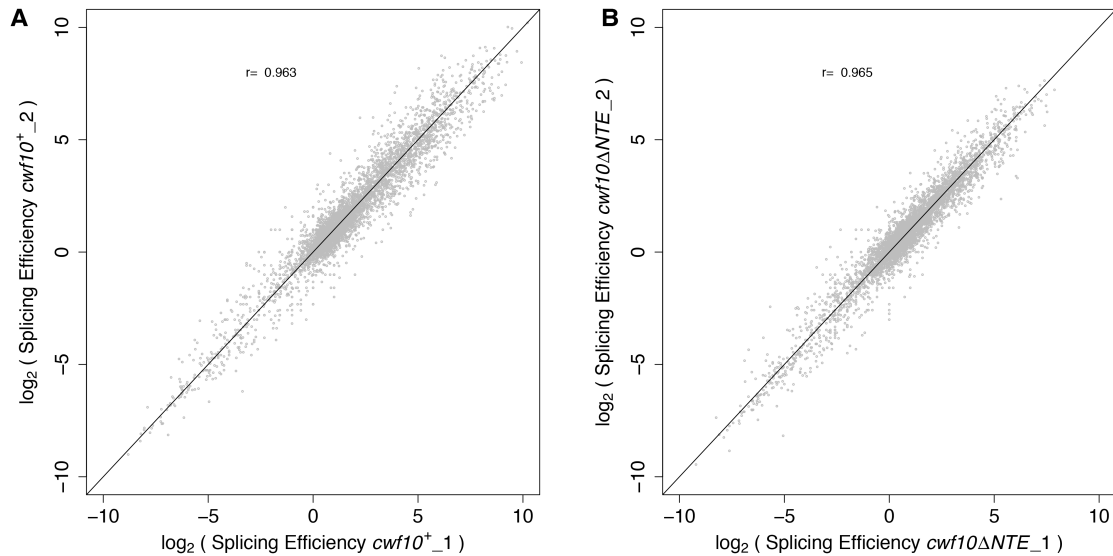 A
r= 0.963
log₂ ( Splicing Efficiency cwf10⁺_2 )
10
5
0
−5
−10
−10 −5 0 5 10
log₂ ( Splicing Efficiency cwf10⁺_1 )
B
r= 0.965
log₂ ( Splicing Efficiency cwf10ΔNTE_2 )
10
5
0
−5
−10
−10 −5 0 5 10
log₂ ( Splicing Efficiency cwf10ΔNTE_1 )